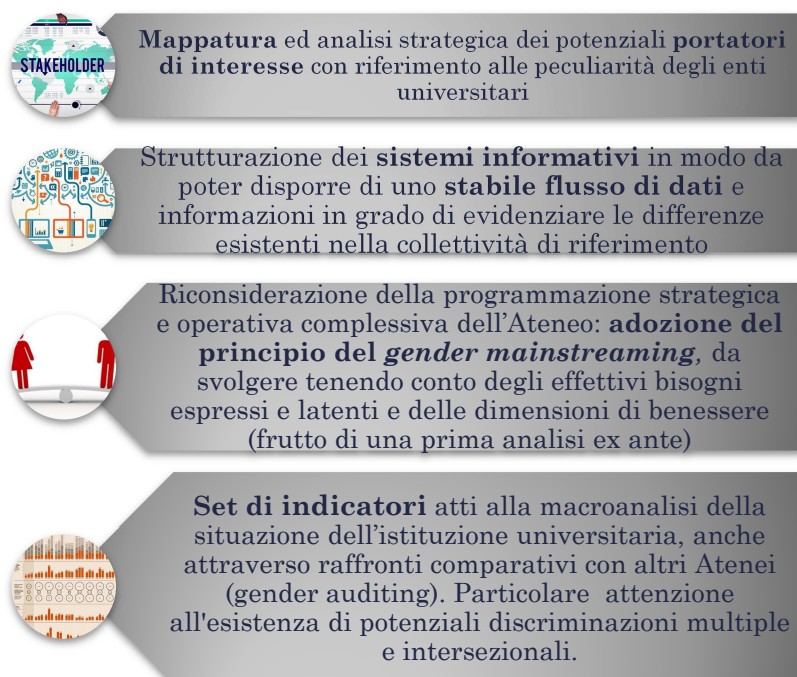 STAKEHOLDER
Mappatura ed analisi strategica dei potenziali portatori
di interesse con riferimento alle peculiarità degli enti
universitari
Strutturazione dei sistemi informativi in modo da
poter disporre di uno stabile flusso di dati e
informazioni in grado di evidenziare le differenze
esistenti nella collettività di riferimento
Riconsiderazione della programmazione strategica
e operativa complessiva dell’Ateneo: adozione del
principio del gender mainstreaming, da
svolgere tenendo conto degli effettivi bisogni
espressi e latenti e delle dimensioni di benessere
(frutto di una prima analisi ex ante)
Set di indicatori atti alla macroanalisi della
situazione dell’istituzione universitaria, anche
attraverso raffronti comparativi con altri Atenei
(gender auditing). Particolare  attenzione
all'esistenza di potenziali discriminazioni multiple
e intersezionali.